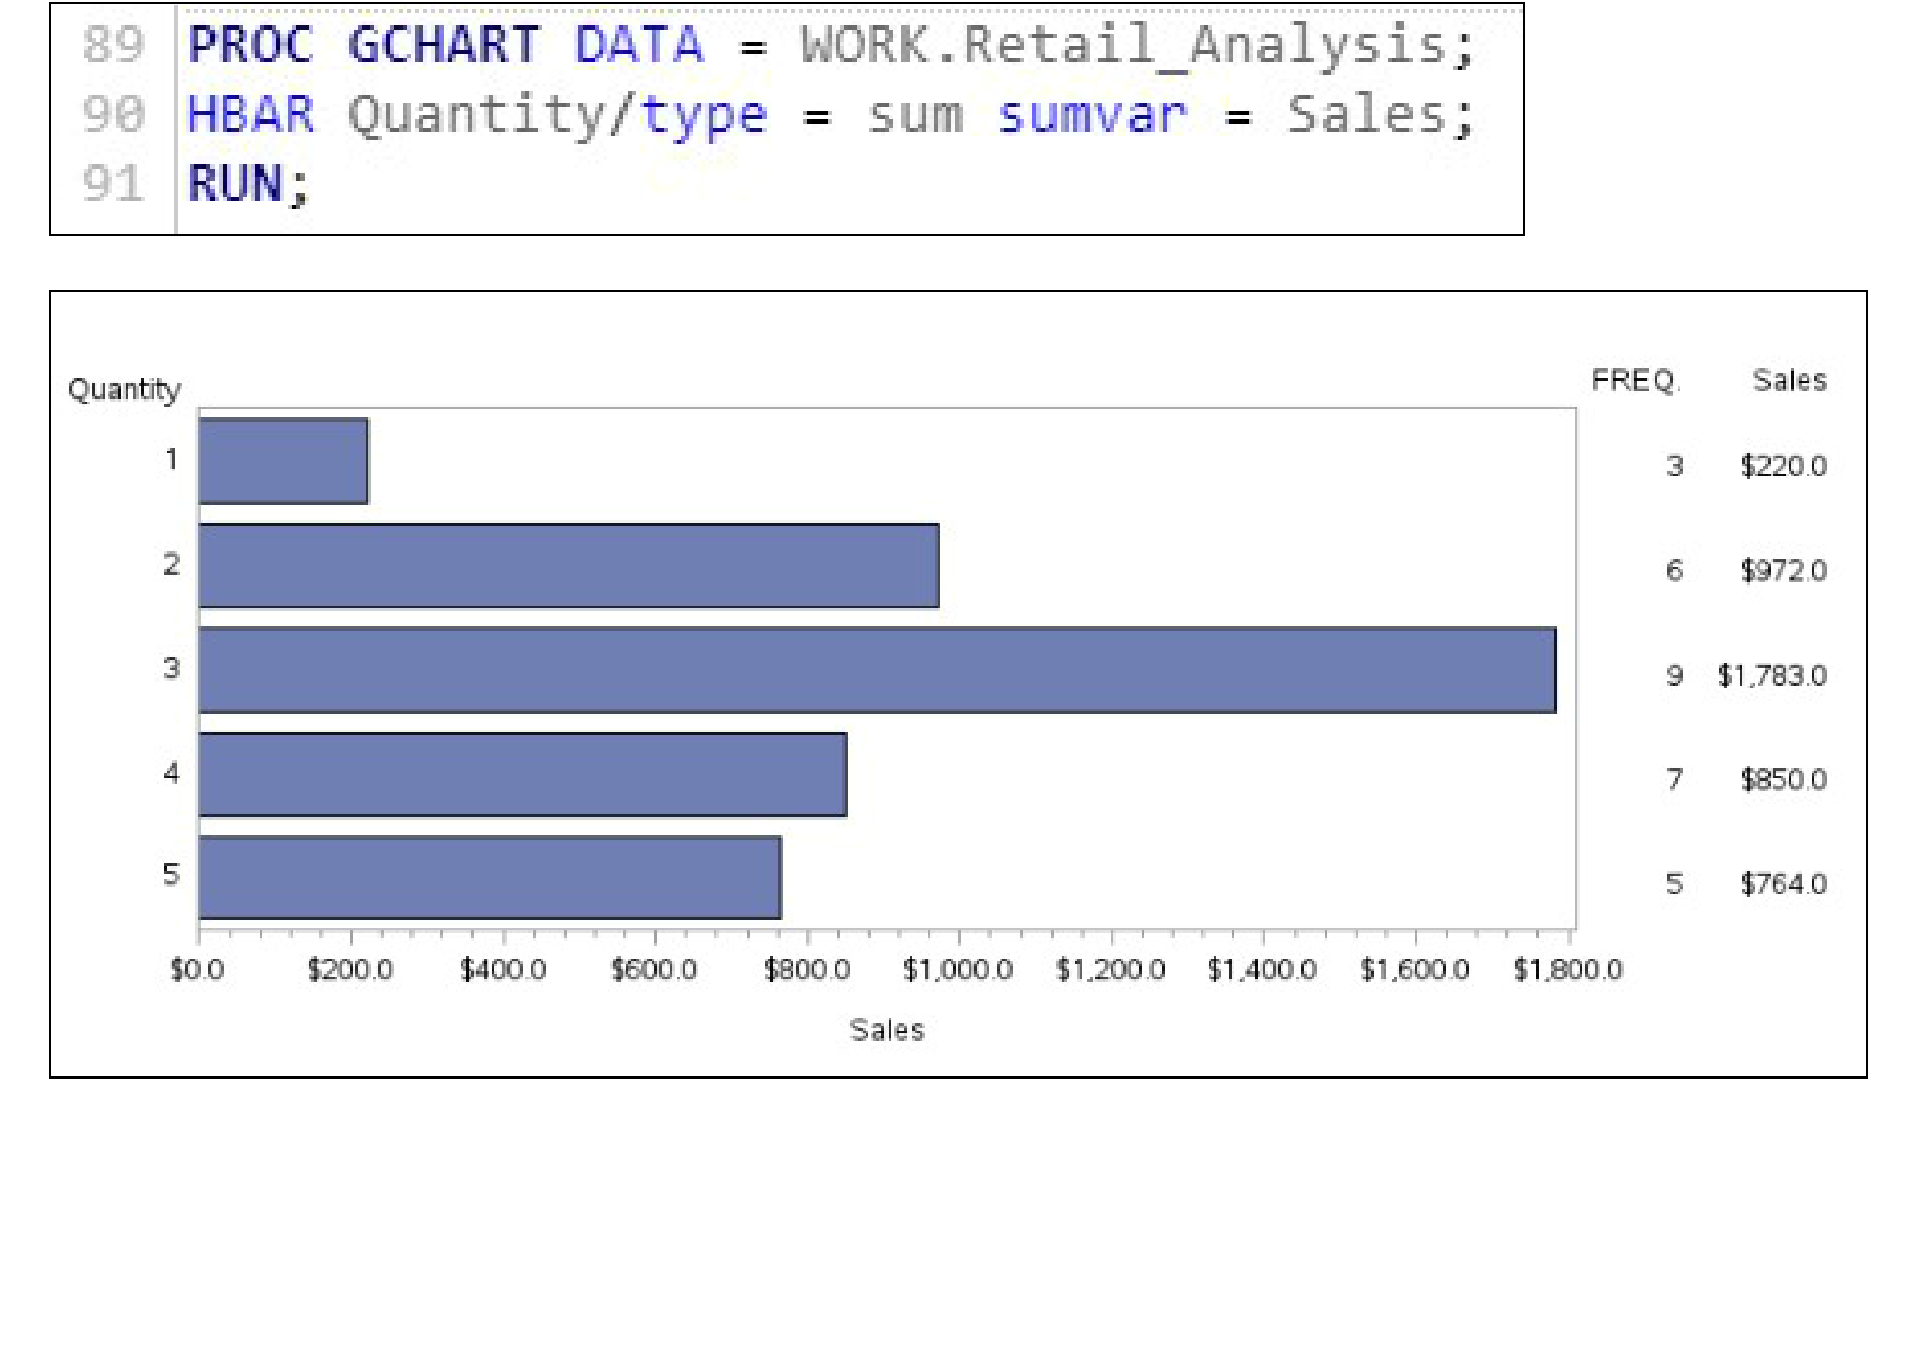 89 PROC GCHART DATA = WORK.Retail_Analysis;
90 HBAR Quantity/type = sum sumvar = Sales;
91 RUN;
Quantity FREQ. Sales
1 3 $220.0
2 6 $972.0
3 9 $1,783.0
4 7 $850.0
5 5 $764.0
$0.0 $200.0 $400.0 $600.0 $800.0 $1,000.0 $1,200.0 $1,400.0 $1,600.0 $1,800.0
Sales